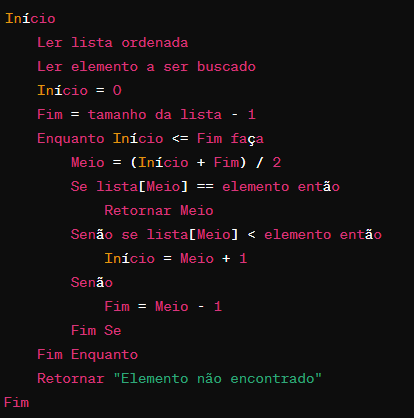 Início
Ler lista ordenada
Ler elemento a ser buscado
Início = 0
Fim = tamanho da lista - 1
Enquanto Início <= Fim faça
Meio = (Início + Fim) / 2
Se lista[Meio] == elemento então
Retornar Meio
Senão se lista[Meio] < elemento então
Início = Meio + 1
Senão
Fim = Meio - 1
Fim Se
Fim Enquanto
Retornar "Elemento não encontrado"
Fim